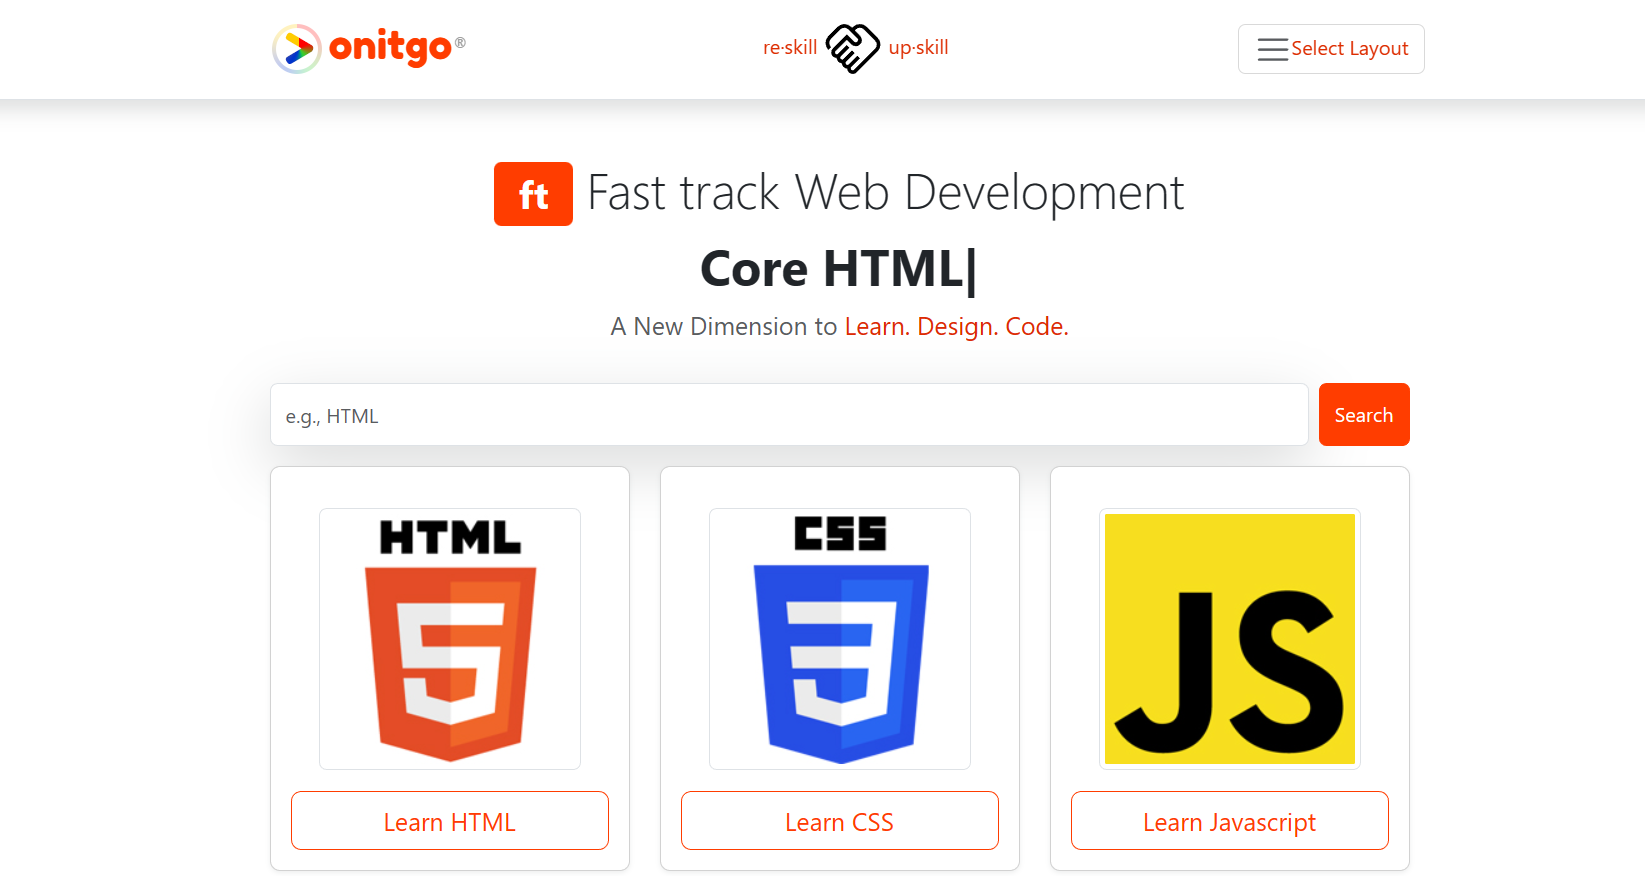 onitgo®
re·skill up·skill
Select Layout
ft Fast track Web Development
Core HTML|
A New Dimension to Learn. Design. Code.
e.g., HTML
Search
HTML
5
CSS
3
JS
Learn HTML
Learn CSS
Learn Javascript